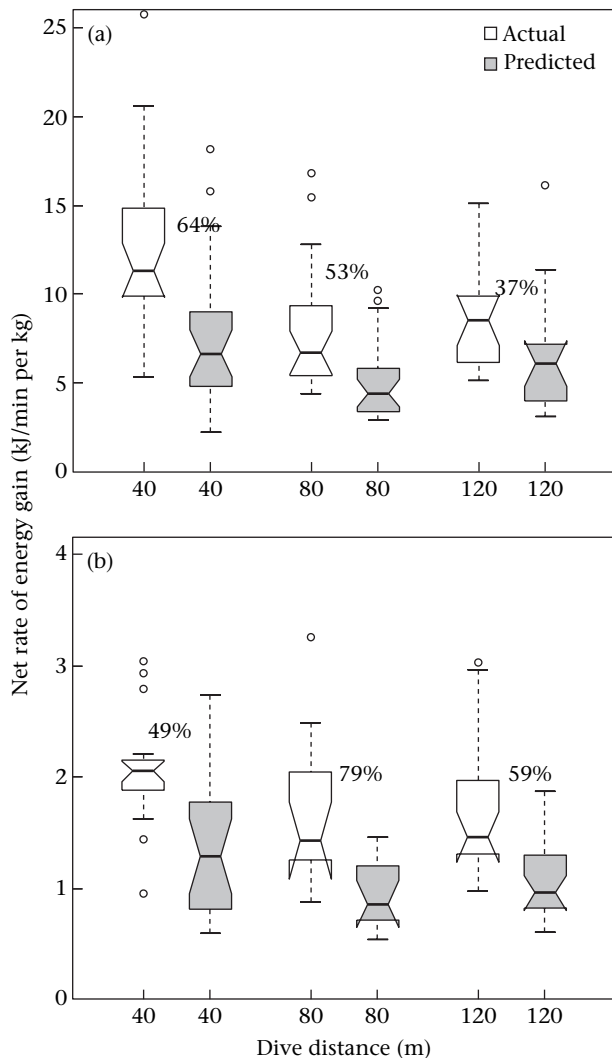 (a)
Actual
Predicted
25
20
15
10
5
0
64%
53%
37%
40 40 80 80 120 120
Net rate of energy gain (kJ/min per kg)
(b)
4
3
2
1
0
49%
79%
59%
40 40 80 80 120 120
Dive distance (m)